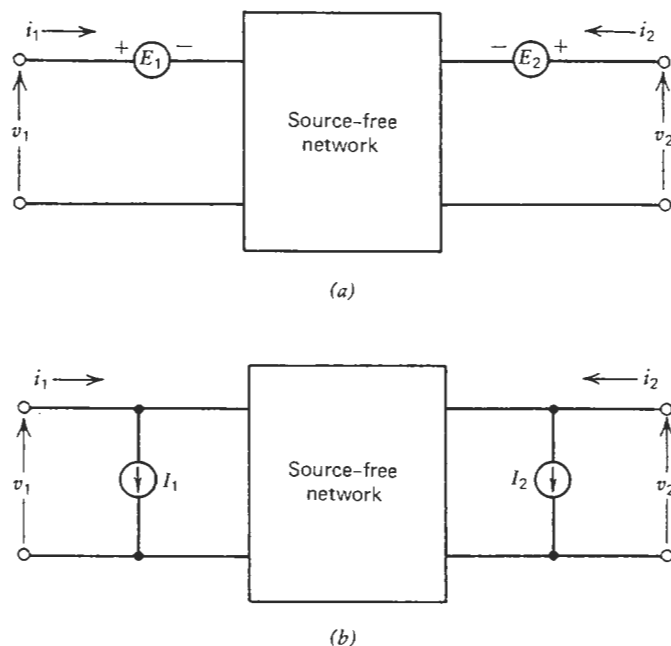 i₁ i₂
+ E₁ − − E₂ +
v₁ Source-free network v₂
(a)
i₁ i₂
v₁ I₁ Source-free network I₂ v₂
(b)